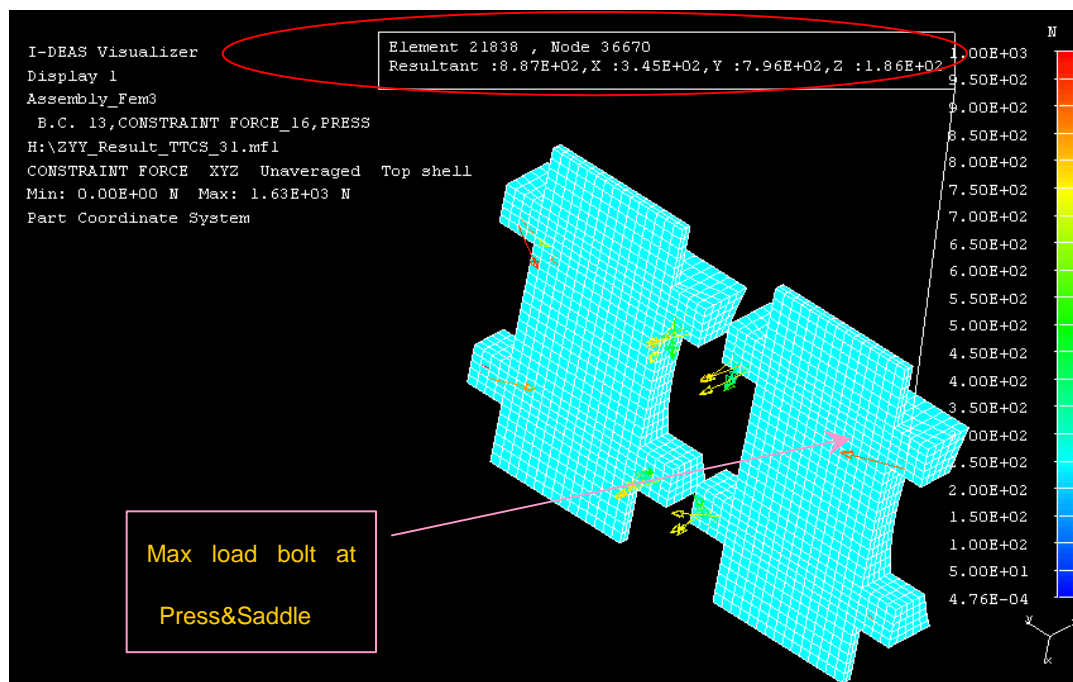 I-DEAS Visualizer
Display 1
Assembly_Fem3
B.C. 13,CONSTRAINT FORCE_16,PRESS
H:\ZYY_Result_TTCS_31.mf1
CONSTRAINT FORCE XYZ Unaveraged Top shell
Min: 0.00E+00 N Max: 1.63E+03 N
Part Coordinate System
Element 21838 , Node 36670
Resultant :8.87E+02,X :3.45E+02,Y :7.96E+02,Z :1.86E+02
N
1.00E+03
9.50E+02
9.00E+02
8.50E+02
8.00E+02
7.50E+02
7.00E+02
6.50E+02
6.00E+02
5.50E+02
5.00E+02
4.50E+02
4.00E+02
3.50E+02
00E+02
.50E+02
2.00E+02
1.50E+02
1.00E+02
5.00E+01
4.76E-04
Max load bolt at
Press&Saddle